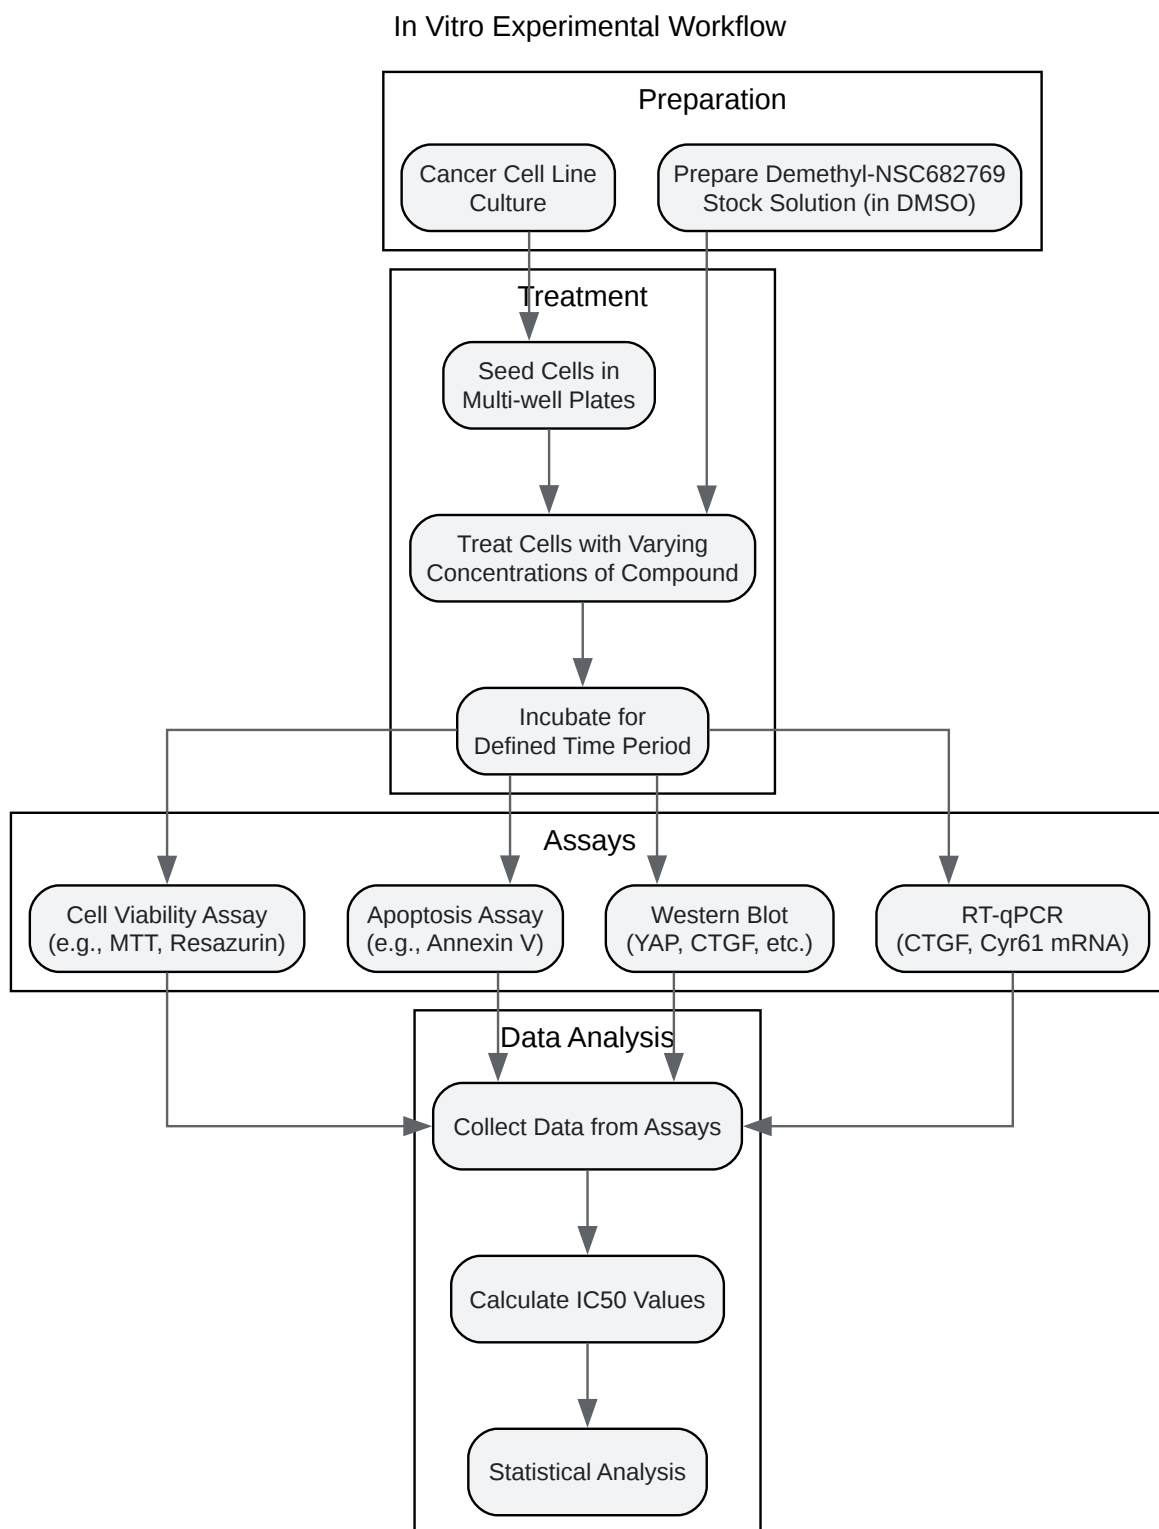 In Vitro Experimental Workflow
Preparation
Cancer Cell Line
Culture
Prepare Demethyl-NSC682769
Stock Solution (in DMSO)
Treatment
Seed Cells in
Multi-well Plates
Treat Cells with Varying
Concentrations of Compound
Incubate for
Defined Time Period
Assays
Cell Viability Assay
(e.g., MTT, Resazurin)
Apoptosis Assay
(e.g., Annexin V)
Western Blot
(YAP, CTGF, etc.)
RT-qPCR
(CTGF, Cyr61 mRNA)
Data Analysis
Collect Data from Assays
Calculate IC50 Values
Statistical Analysis